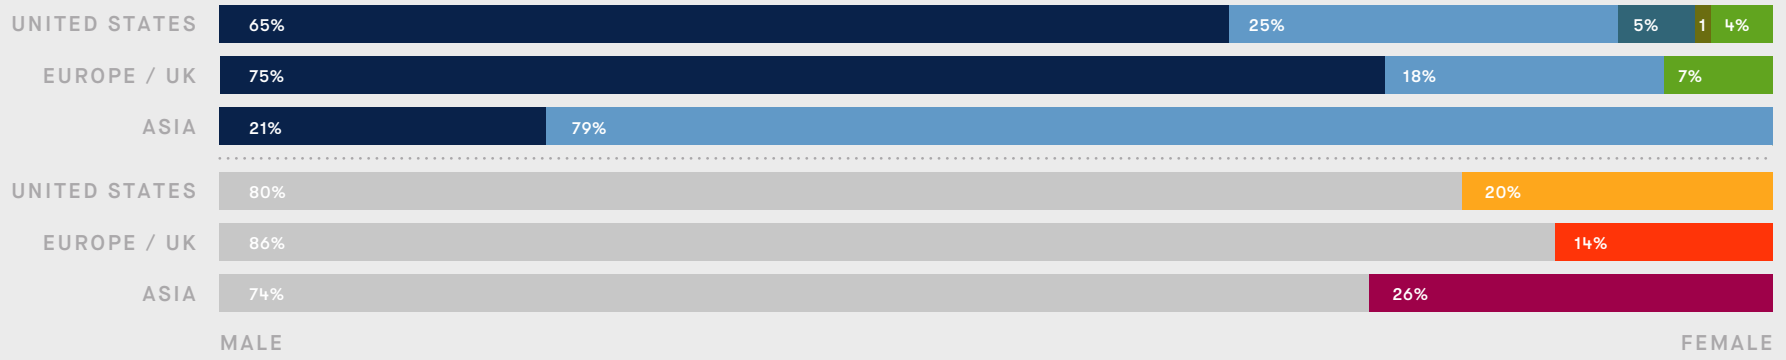 UNITED STATES 65% 25% 5% 1 4%
EUROPE / UK 75% 18% 7%
ASIA 21% 79%
UNITED STATES 80% 20%
EUROPE / UK 86% 14%
ASIA 74% 26%
MALE FEMALE